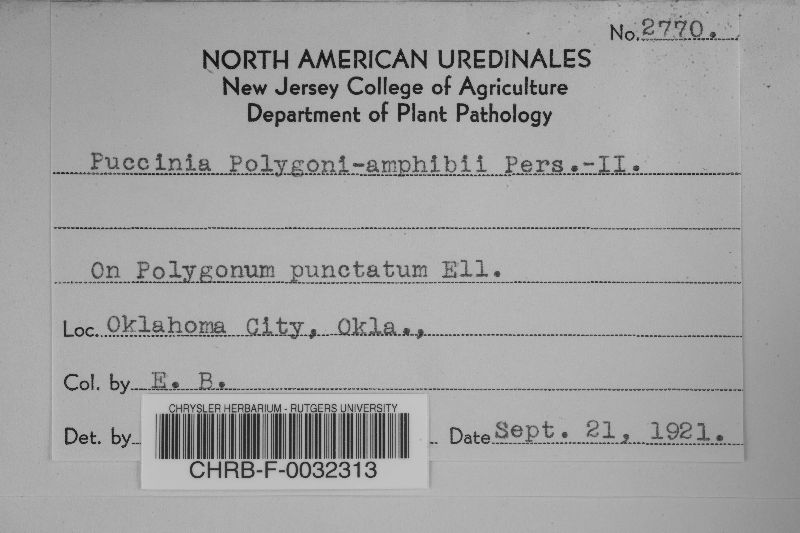 No. 2770.
NORTH AMERICAN UREDINALES
New Jersey College of Agriculture
Department of Plant Pathology
Puccinia Polygoni-amphibii Pers.-II.
On Polygonum punctatum Ell.
Loc. Oklahoma City, Okla.,
Col. by E. B.
Det. by Date Sept. 21, 1921.
CHRYSLER HERBARIUM - RUTGERS UNIVERSITY
CHRB-F-0032313